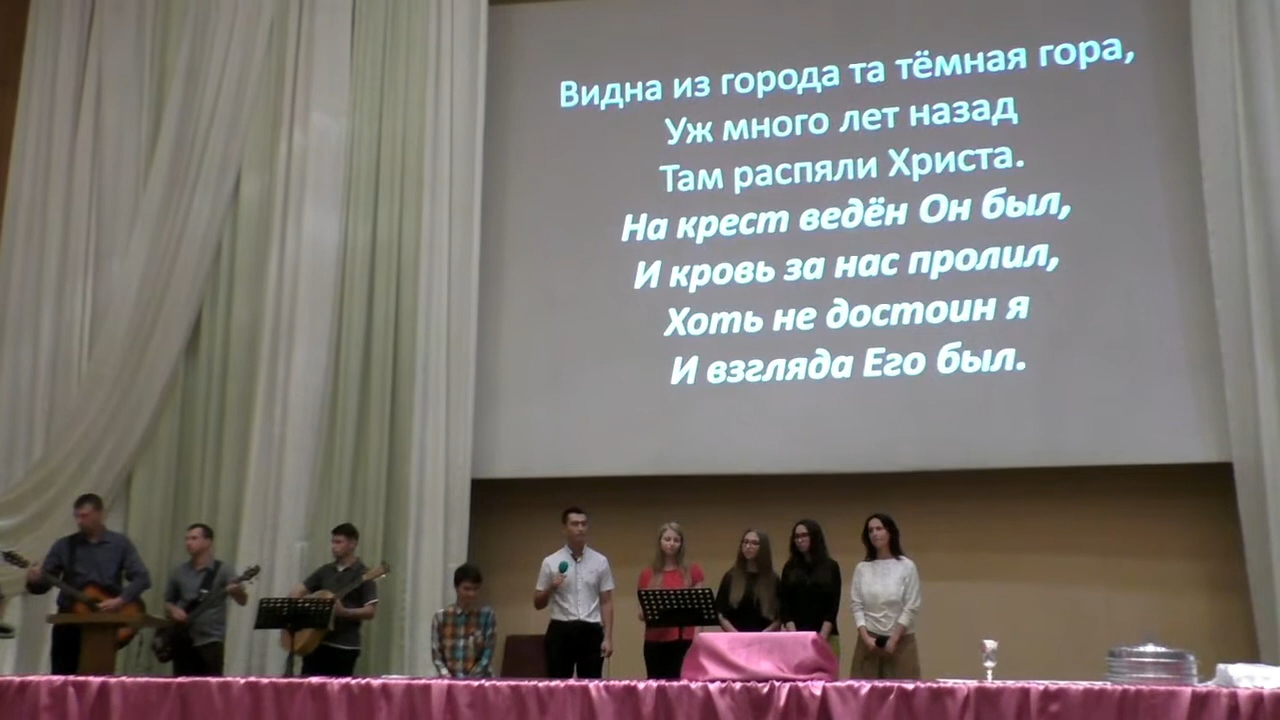 Видна из города та тёмная гора,
Уж много лет назад
Там распяли Христа.
На крест ведён Он был,
И кровь за нас пролил,
Хоть не достоин я
И взгляда Его был.